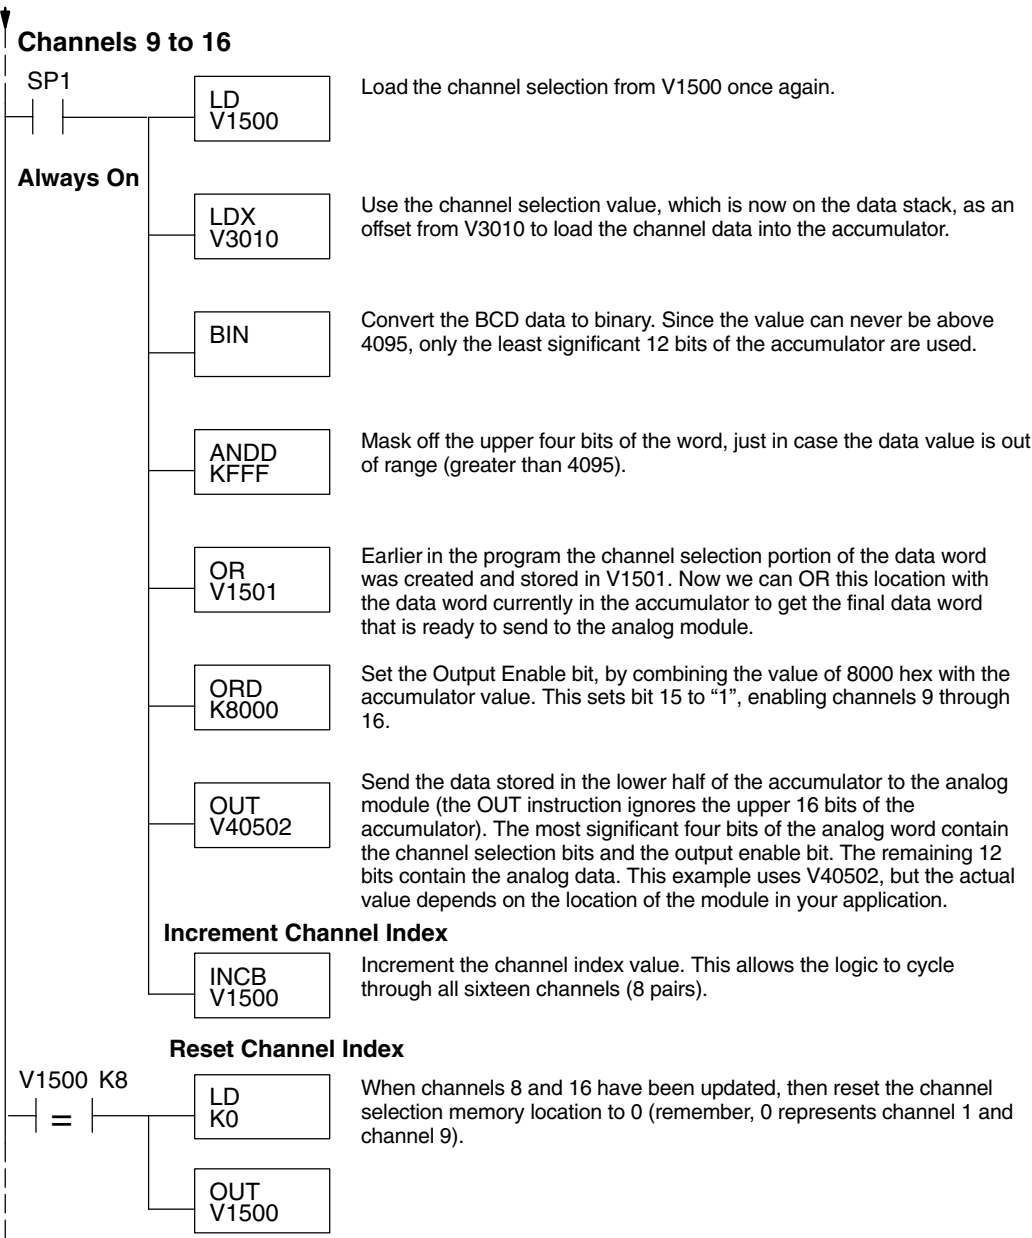 Channels 9 to 16
SP1
LD
V1500
Load the channel selection from V1500 once again.
Always On
LDX
V3010
Use the channel selection value, which is now on the data stack, as an
offset from V3010 to load the channel data into the accumulator.
BIN
Convert the BCD data to binary. Since the value can never be above
4095, only the least significant 12 bits of the accumulator are used.
ANDD
KFFF
Mask off the upper four bits of the word, just in case the data value is out
of range (greater than 4095).
OR
V1501
Earlier in the program the channel selection portion of the data word
was created and stored in V1501. Now we can OR this location with
the data word currently in the accumulator to get the final data word
that is ready to send to the analog module.
ORD
K8000
Set the Output Enable bit, by combining the value of 8000 hex with the
accumulator value. This sets bit 15 to “1”, enabling channels 9 through
16.
OUT
V40502
Send the data stored in the lower half of the accumulator to the analog
module (the OUT instruction ignores the upper 16 bits of the
accumulator). The most significant four bits of the analog word contain
the channel selection bits and the output enable bit. The remaining 12
bits contain the analog data. This example uses V40502, but the actual
value depends on the location of the module in your application.
Increment Channel Index
INCB
V1500
Increment the channel index value. This allows the logic to cycle
through all sixteen channels (8 pairs).
Reset Channel Index
V1500 K8
=
LD
K0
When channels 8 and 16 have been updated, then reset the channel
selection memory location to 0 (remember, 0 represents channel 1 and
channel 9).
OUT
V1500